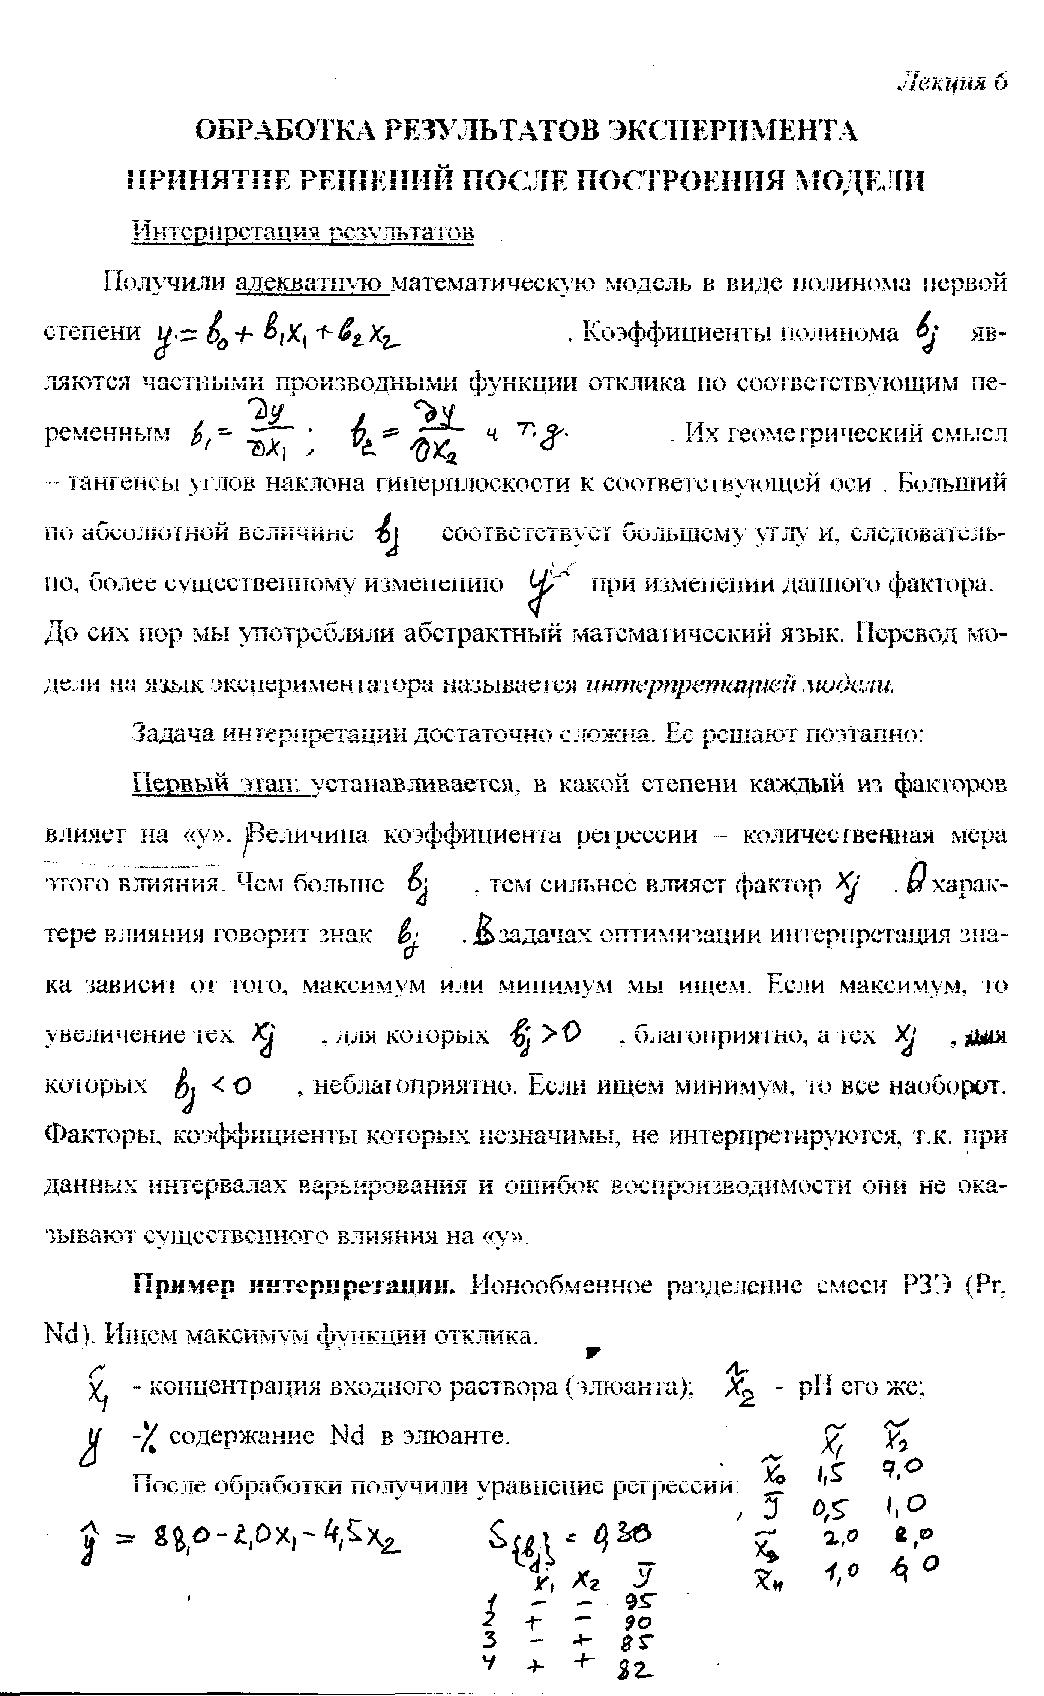 Лекция 6
ОБРАБОТКА РЕЗУЛЬТАТОВ ЭКСПЕРИМЕНТА
ПРИНЯТИЕ РЕШЕНИЙ ПОСЛЕ ПОСТРОЕНИЯ МОДЕЛИ
Интерпретация результатов
Получили адекватную математическую модель в виде полинома первой
степени y = b₀ + b₁x₁ + b₂x₂ . Коэффициенты полинома bⱼ яв-
ляются частными производными функции отклика по соответствующим пе-
ременным b₁ = ∂y/∂x₁ ; b₂ = ∂y/∂x₂ и т.д. . Их геометрический смысл
– тангенсы углов наклона гиперплоскости к соответствующей оси . Больший
по абсолютной величине bⱼ соответствует большему углу и, следователь-
но, более существенному изменению y при изменении данного фактора.
До сих пор мы употребляли абстрактный математический язык. Перевод мо-
дели на язык экспериментатора называется интерпретацией модели.
Задача интерпретации достаточно сложна. Ее решают поэтапно:
Первый этап: устанавливается, в какой степени каждый из факторов
влияет на «у». Величина коэффициента регрессии – количественная мера
этого влияния. Чем больше bⱼ , тем сильнее влияет фактор xⱼ . О харак-
тере влияния говорит знак bⱼ . В задачах оптимизации интерпретация зна-
ка зависит от того, максимум или минимум мы ищем. Если максимум, то
увеличение тех xⱼ , для которых bⱼ > 0 , благоприятно, а тех xⱼ , для
которых bⱼ < 0 , неблагоприятно. Если ищем минимум, то все наоборот.
Факторы, коэффициенты которых незначимы, не интерпретируются, т.к. при
данных интервалах варьирования и ошибок воспроизводимости они не ока-
зывают существенного влияния на «у».
Пример интерпретации. Ионообменное разделение смеси РЗЭ (Pr,
Nd). Ищем максимум функции отклика.
x̃₁ - концентрация входного раствора (элюанта); x̃₂ - pH его же;
y -% содержание Nd в элюанте.
x̃₁ x̃₂
После обработки получили уравнение регрессии:
x̃₀ 1,5 7,0
J 0,5 1,0
ŷ = 88,0-2,0x₁-4,5x₂ S{bⱼ} = 0,30
x̃в 2,0 8,0
x̃н 1,0 6,0
x₁ x₂ ȳ
1 − − 95
2 + − 90
3 − + 85
4 + + 82